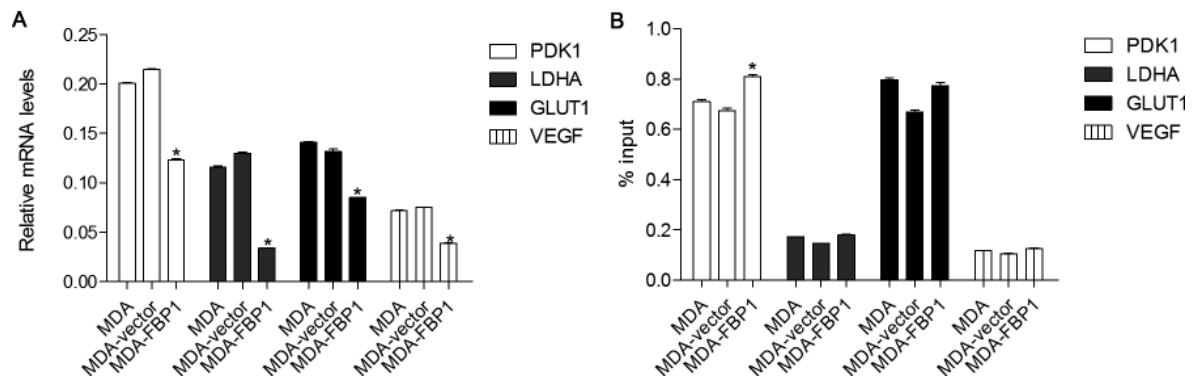 A
Relative mRNA levels
0.25
0.20
0.15
0.10
0.05
0.00
*
*
*
*
MDA
MDA-vector
MDA-FBP1
MDA
MDA-vector
MDA-FBP1
MDA
MDA-vector
MDA-FBP1
MDA
MDA-vector
MDA-FBP1
PDK1
LDHA
GLUT1
VEGF
B
% input
1.0
0.8
0.6
0.4
0.2
0.0
*
MDA
MDA-vector
MDA-FBP1
MDA
MDA-vector
MDA-FBP1
MDA
MDA-vector
MDA-FBP1
MDA
MDA-vector
MDA-FBP1
PDK1
LDHA
GLUT1
VEGF